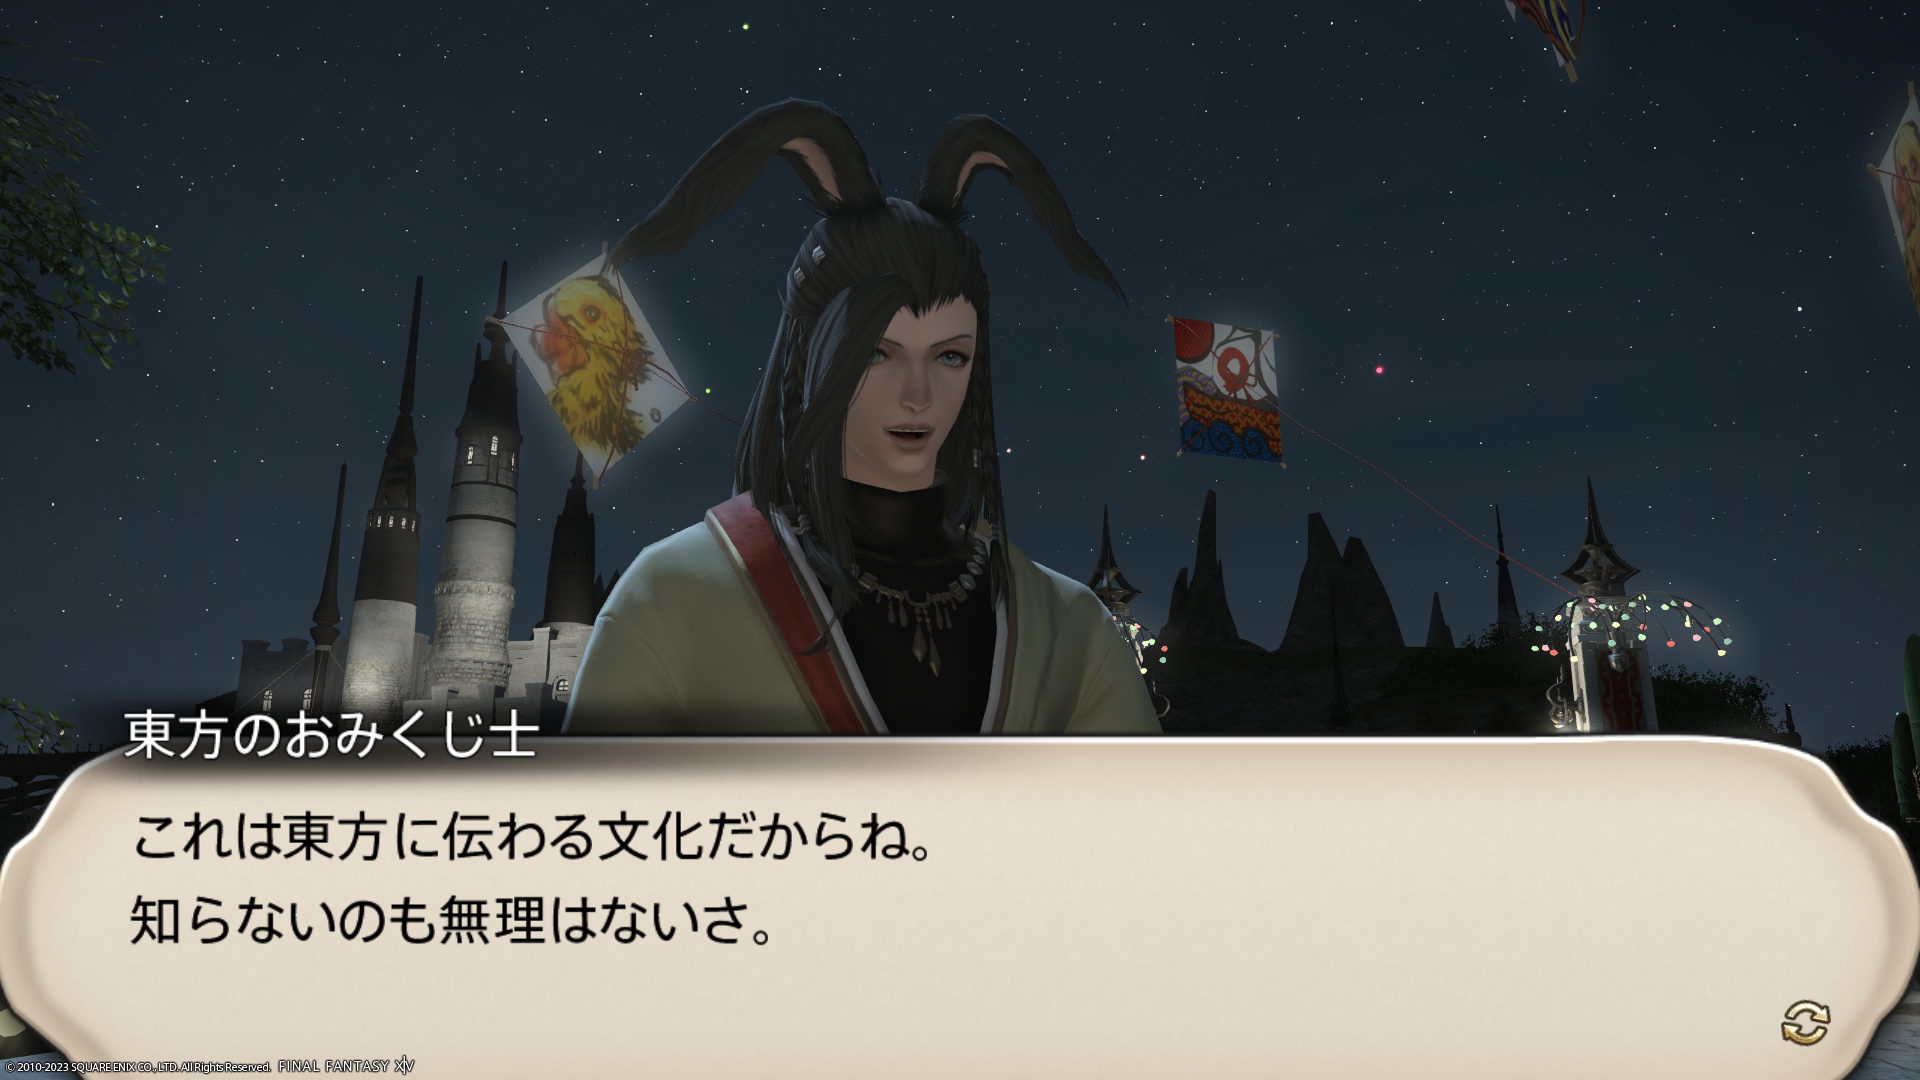 東方のおみくじ士
これは東方に伝わる文化だからね。
知らないのも無理はないさ。
© 2010-2023 SQUARE ENIX CO., LTD. All Rights Reserved. FINAL FANTASY XIV